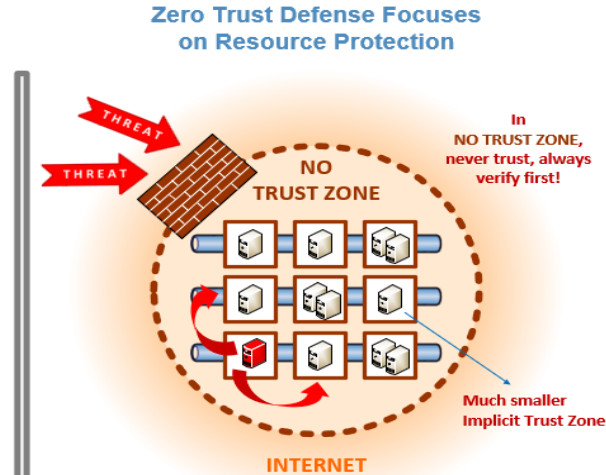 Zero Trust Defense Focuses
on Resource Protection
THREAT
THREAT
In
NO TRUST ZONE,
never trust, always
verify first!
NO
TRUST ZONE
Much smaller
Implicit Trust Zone
INTERNET